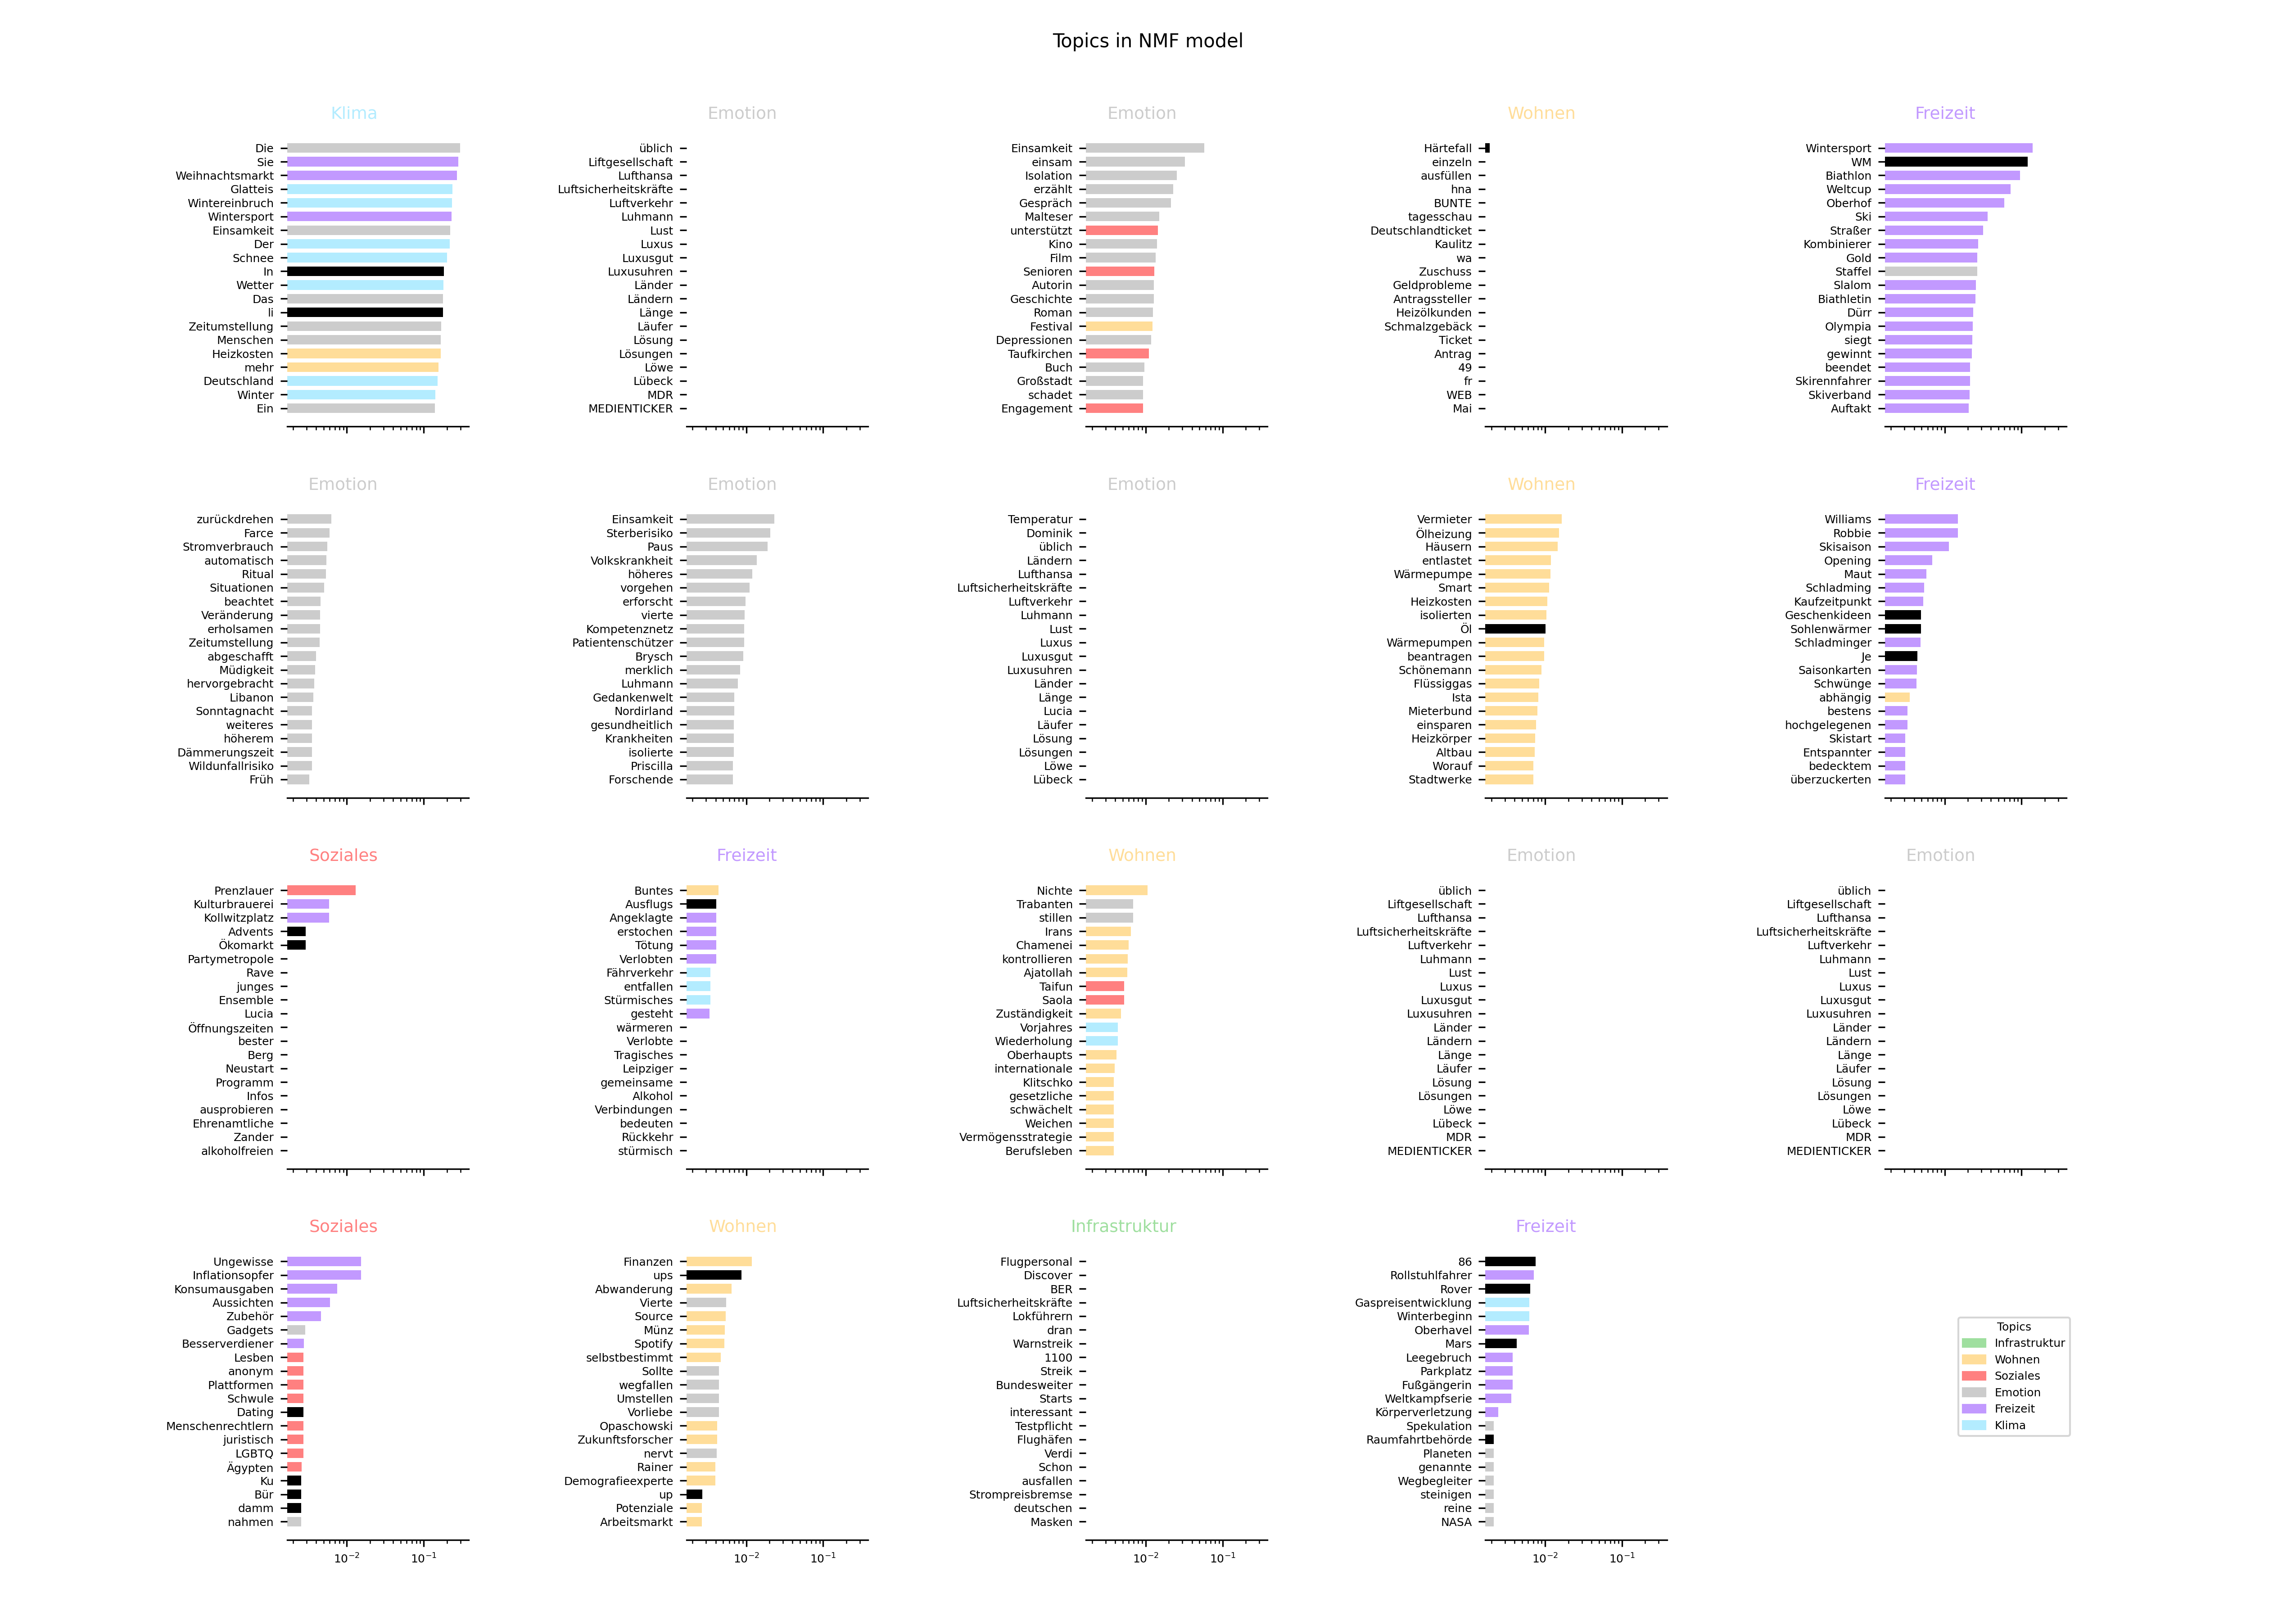 Topics in NMF model
Klima
Die
Sie
Weihnachtsmarkt
Glatteis
Wintereinbruch
Wintersport
Einsamkeit
Der
Schnee
In
Wetter
Das
li
Zeitumstellung
Menschen
Heizkosten
mehr
Deutschland
Winter
Ein
Emotion
üblich
Liftgesellschaft
Lufthansa
Luftsicherheitskräfte
Luftverkehr
Luhmann
Lust
Luxus
Luxusgut
Luxusuhren
Länder
Ländern
Länge
Läufer
Lösung
Lösungen
Löwe
Lübeck
MDR
MEDIENTICKER
Emotion
Einsamkeit
einsam
Isolation
erzählt
Gespräch
Malteser
unterstützt
Kino
Film
Senioren
Autorin
Geschichte
Roman
Festival
Depressionen
Taufkirchen
Buch
Großstadt
schadet
Engagement
Wohnen
Härtefall
einzeln
ausfüllen
hna
BUNTE
tagesschau
Deutschlandticket
Kaulitz
wa
Zuschuss
Geldprobleme
Antragssteller
Heizölkunden
Schmalzgebäck
Ticket
Antrag
49
fr
WEB
Mai
Freizeit
Wintersport
WM
Biathlon
Weltcup
Oberhof
Ski
Straßer
Kombinierer
Gold
Staffel
Slalom
Biathletin
Dürr
Olympia
siegt
gewinnt
beendet
Skirennfahrer
Skiverband
Auftakt
Emotion
zurückdrehen
Farce
Stromverbrauch
automatisch
Ritual
Situationen
beachtet
Veränderung
erholsamen
Zeitumstellung
abgeschafft
Müdigkeit
hervorgebracht
Libanon
Sonntagnacht
weiteres
höherem
Dämmerungszeit
Wildunfallrisiko
Früh
Emotion
Einsamkeit
Sterberisiko
Paus
Volkskrankheit
höheres
vorgehen
erforscht
vierte
Kompetenznetz
Patientenschützer
Brysch
merklich
Luhmann
Gedankenwelt
Nordirland
gesundheitlich
Krankheiten
isolierte
Priscilla
Forschende
Emotion
Temperatur
Dominik
üblich
Ländern
Lufthansa
Luftsicherheitskräfte
Luftverkehr
Luhmann
Lust
Luxus
Luxusgut
Luxusuhren
Länder
Länge
Lucia
Läufer
Lösung
Lösungen
Löwe
Lübeck
Wohnen
Vermieter
Ölheizung
Häusern
entlastet
Wärmepumpe
Smart
Heizkosten
isolierten
Öl
Wärmepumpen
beantragen
Schönemann
Flüssiggas
Ista
Mieterbund
einsparen
Heizkörper
Altbau
Worauf
Stadtwerke
Freizeit
Williams
Robbie
Skisaison
Opening
Maut
Schladming
Kaufzeitpunkt
Geschenkideen
Sohlenwärmer
Schladminger
Je
Saisonkarten
Schwünge
abhängig
bestens
hochgelegenen
Skistart
Entspannter
bedecktem
überzuckerten
Soziales
Prenzlauer
Kulturbrauerei
Kollwitzplatz
Advents
Ökomarkt
Partymetropole
Rave
junges
Ensemble
Lucia
Öffnungszeiten
bester
Berg
Neustart
Programm
Infos
ausprobieren
Ehrenamtliche
Zander
alkoholfreien
Freizeit
Buntes
Ausflugs
Angeklagte
erstochen
Tötung
Verlobten
Fährverkehr
entfallen
Stürmisches
gesteht
wärmeren
Verlobte
Tragisches
Leipziger
gemeinsame
Alkohol
Verbindungen
bedeuten
Rückkehr
stürmisch
Wohnen
Nichte
Trabanten
stillen
Irans
Chamenei
kontrollieren
Ajatollah
Taifun
Saola
Zuständigkeit
Vorjahres
Wiederholung
Oberhaupts
internationale
Klitschko
gesetzliche
schwächelt
Weichen
Vermögensstrategie
Berufsleben
Emotion
üblich
Liftgesellschaft
Lufthansa
Luftsicherheitskräfte
Luftverkehr
Luhmann
Lust
Luxus
Luxusgut
Luxusuhren
Länder
Ländern
Länge
Läufer
Lösung
Lösungen
Löwe
Lübeck
MDR
MEDIENTICKER
Emotion
üblich
Liftgesellschaft
Lufthansa
Luftsicherheitskräfte
Luftverkehr
Luhmann
Lust
Luxus
Luxusgut
Luxusuhren
Länder
Ländern
Länge
Läufer
Lösung
Lösungen
Löwe
Lübeck
MDR
MEDIENTICKER
Soziales
Ungewisse
Inflationsopfer
Konsumausgaben
Aussichten
Zubehör
Gadgets
Besserverdiener
Lesben
anonym
Plattformen
Schwule
Dating
Menschenrechtlern
juristisch
LGBTQ
Ägypten
Ku
Bür
damm
nahmen
10⁻² 10⁻¹
Wohnen
Finanzen
ups
Abwanderung
Vierte
Source
Münz
Spotify
selbstbestimmt
Sollte
wegfallen
Umstellen
Vorliebe
Opaschowski
Zukunftsforscher
nervt
Rainer
Demografieexperte
up
Potenziale
Arbeitsmarkt
10⁻² 10⁻¹
Infrastruktur
Flugpersonal
Discover
BER
Luftsicherheitskräfte
Lokführern
dran
Warnstreik
1100
Streik
Bundesweiter
Starts
interessant
Testpflicht
Flughäfen
Verdi
Schon
ausfallen
Strompreisbremse
deutschen
Masken
10⁻² 10⁻¹
Freizeit
86
Rollstuhlfahrer
Rover
Gaspreisentwicklung
Winterbeginn
Oberhavel
Mars
Leegebruch
Parkplatz
Fußgängerin
Weltkampfserie
Körperverletzung
Spekulation
Raumfahrtbehörde
Planeten
genannte
Wegbegleiter
steinigen
reine
NASA
10⁻² 10⁻¹
Topics
Infrastruktur
Wohnen
Soziales
Emotion
Freizeit
Klima